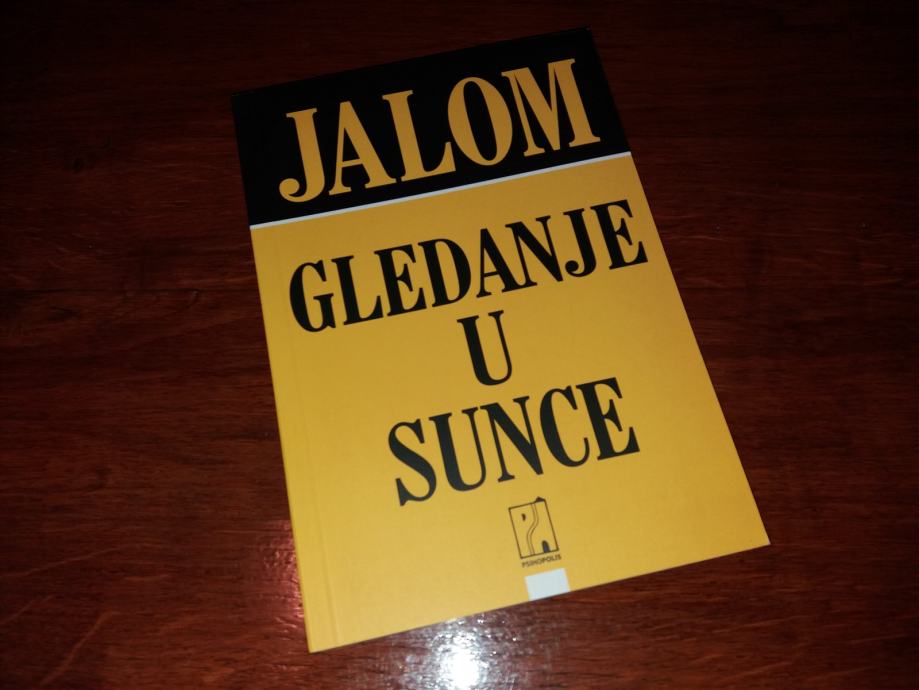 JALOM
GLEDANJE
U
SUNCE
PSIHOPOLIS